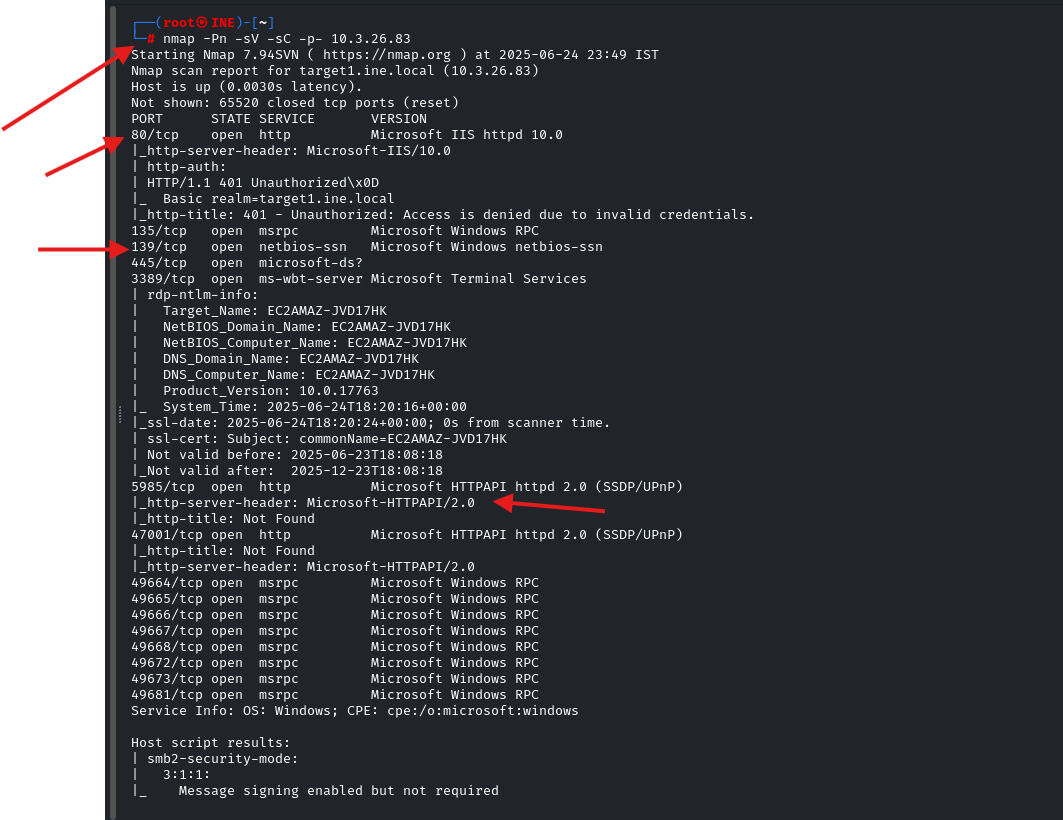 ┌──(root㉿INE)-[~]
└─# nmap -Pn -sV -sC -p- 10.3.26.83
Starting Nmap 7.94SVN ( https://nmap.org ) at 2025-06-24 23:49 IST
Nmap scan report for target1.ine.local (10.3.26.83)
Host is up (0.0030s latency).
Not shown: 65520 closed tcp ports (reset)
PORT      STATE SERVICE       VERSION
80/tcp    open  http          Microsoft IIS httpd 10.0
|_http-server-header: Microsoft-IIS/10.0
| http-auth:
| HTTP/1.1 401 Unauthorized\x0D
|_  Basic realm=target1.ine.local
|_http-title: 401 - Unauthorized: Access is denied due to invalid credentials.
135/tcp   open  msrpc         Microsoft Windows RPC
139/tcp   open  netbios-ssn   Microsoft Windows netbios-ssn
445/tcp   open  microsoft-ds?
3389/tcp  open  ms-wbt-server Microsoft Terminal Services
| rdp-ntlm-info:
|   Target_Name: EC2AMAZ-JVD17HK
|   NetBIOS_Domain_Name: EC2AMAZ-JVD17HK
|   NetBIOS_Computer_Name: EC2AMAZ-JVD17HK
|   DNS_Domain_Name: EC2AMAZ-JVD17HK
|   DNS_Computer_Name: EC2AMAZ-JVD17HK
|   Product_Version: 10.0.17763
|_  System_Time: 2025-06-24T18:20:16+00:00
|_ssl-date: 2025-06-24T18:20:24+00:00; 0s from scanner time.
| ssl-cert: Subject: commonName=EC2AMAZ-JVD17HK
| Not valid before: 2025-06-23T18:08:18
|_Not valid after:  2025-12-23T18:08:18
5985/tcp  open  http          Microsoft HTTPAPI httpd 2.0 (SSDP/UPnP)
|_http-server-header: Microsoft-HTTPAPI/2.0
|_http-title: Not Found
47001/tcp open  http          Microsoft HTTPAPI httpd 2.0 (SSDP/UPnP)
|_http-title: Not Found
|_http-server-header: Microsoft-HTTPAPI/2.0
49664/tcp open  msrpc         Microsoft Windows RPC
49665/tcp open  msrpc         Microsoft Windows RPC
49666/tcp open  msrpc         Microsoft Windows RPC
49667/tcp open  msrpc         Microsoft Windows RPC
49668/tcp open  msrpc         Microsoft Windows RPC
49672/tcp open  msrpc         Microsoft Windows RPC
49673/tcp open  msrpc         Microsoft Windows RPC
49681/tcp open  msrpc         Microsoft Windows RPC
Service Info: OS: Windows; CPE: cpe:/o:microsoft:windows

Host script results:
| smb2-security-mode:
|   3:1:1:
|_    Message signing enabled but not required